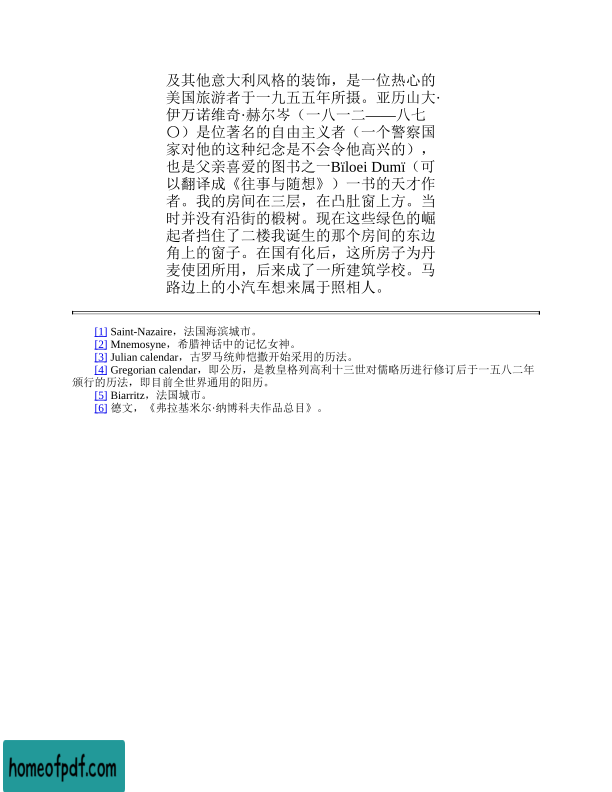 及其他意大利风格的装饰，是一位热心的
美国旅游者于一九五五年所摄。亚历山大·
伊万诺维奇·赫尔岑（一八一二——八七
〇）是位著名的自由主义者（一个警察国
家对他的这种纪念是不会令他高兴的），
也是父亲喜爱的图书之一Bïloei Dumï（可
以翻译成《往事与随想》）一书的天才作
者。我的房间在三层，在凸肚窗上方。当
时并没有沿街的椴树。现在这些绿色的崛
起者挡住了二楼我诞生的那个房间的东边
角上的窗子。在国有化后，这所房子为丹
麦使团所用，后来成了一所建筑学校。马
路边上的小汽车想来属于照相人。
[1] Saint-Nazaire，法国海滨城市。
[2] Mnemosyne，希腊神话中的记忆女神。
[3] Julian calendar，古罗马统帅恺撒开始采用的历法。
[4] Gregorian calendar，即公历，是教皇格列高利十三世对儒略历进行修订后于一五八二年
颁行的历法，即目前全世界通用的阳历。
[5] Biarritz，法国城市。
[6] 德文，《弗拉基米尔·纳博科夫作品总目》。
homeofpdf.com